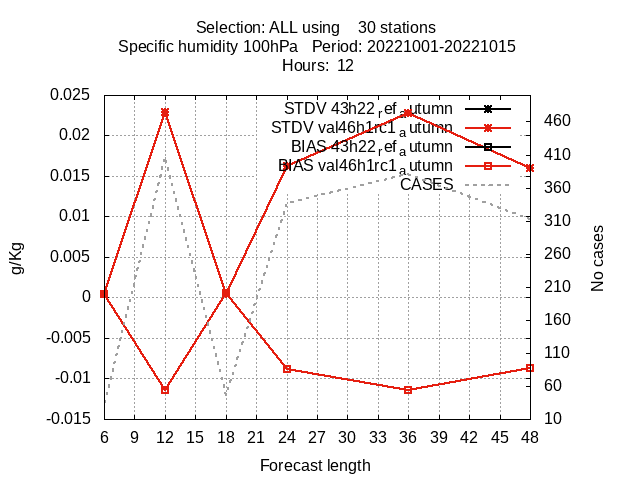 Selection: ALL using    30 stations
Specific humidity 100hPa   Period: 20221001-20221015
Hours:  12
0.025
0.02
0.015
0.01
0.005
0
-0.005
-0.01
-0.015
g/Kg
STDV 43h22ref_autumn
STDV val46h1rc1_autumn
BIAS 43h22ref_autumn
BIAS val46h1rc1_autumn
CASES
460
410
360
310
260
210
160
110
60
10
No cases
6 9 12 15 18 21 24 27 30 33 36 39 42 45 48
Forecast length